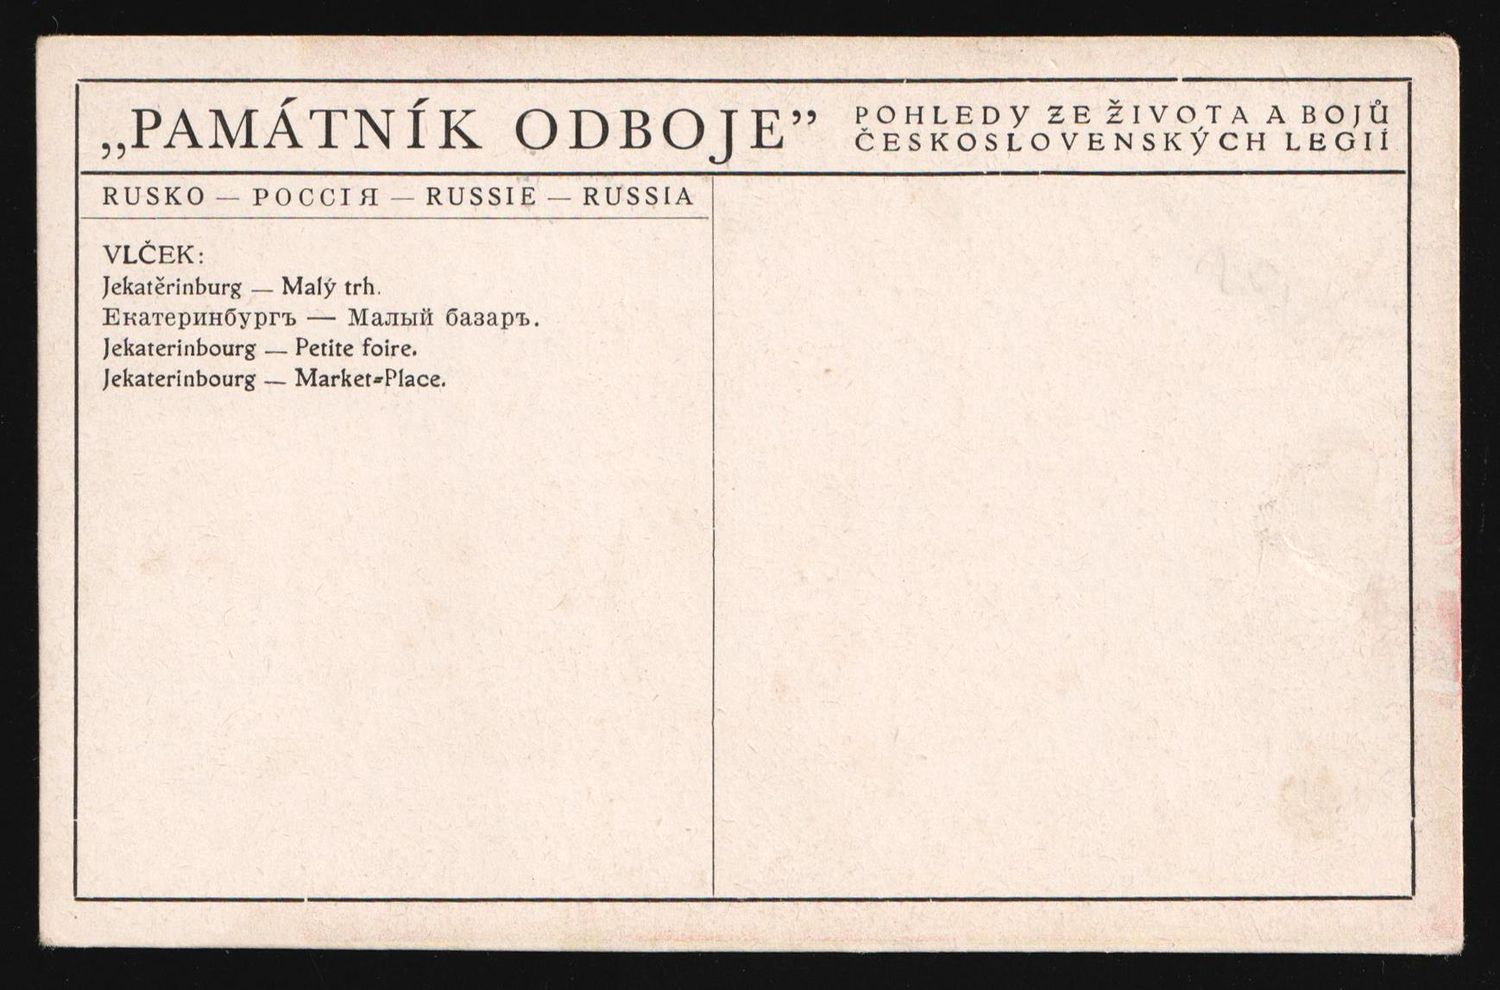 „PAMÁTNÍK ODBOJE”
POHLEDY ZE ŽIVOTA A BOJŮ
ČESKOSLOVENSKÝCH LEGIÍ
RUSKO — РОССІЯ — RUSSIE — RUSSIA
VLČEK:
Jekatěrinburg — Malý trh.
Екатеринбургъ — Малый базаръ.
Jekaterinbourg — Petite foire.
Jekaterinbourg — Market-Place.